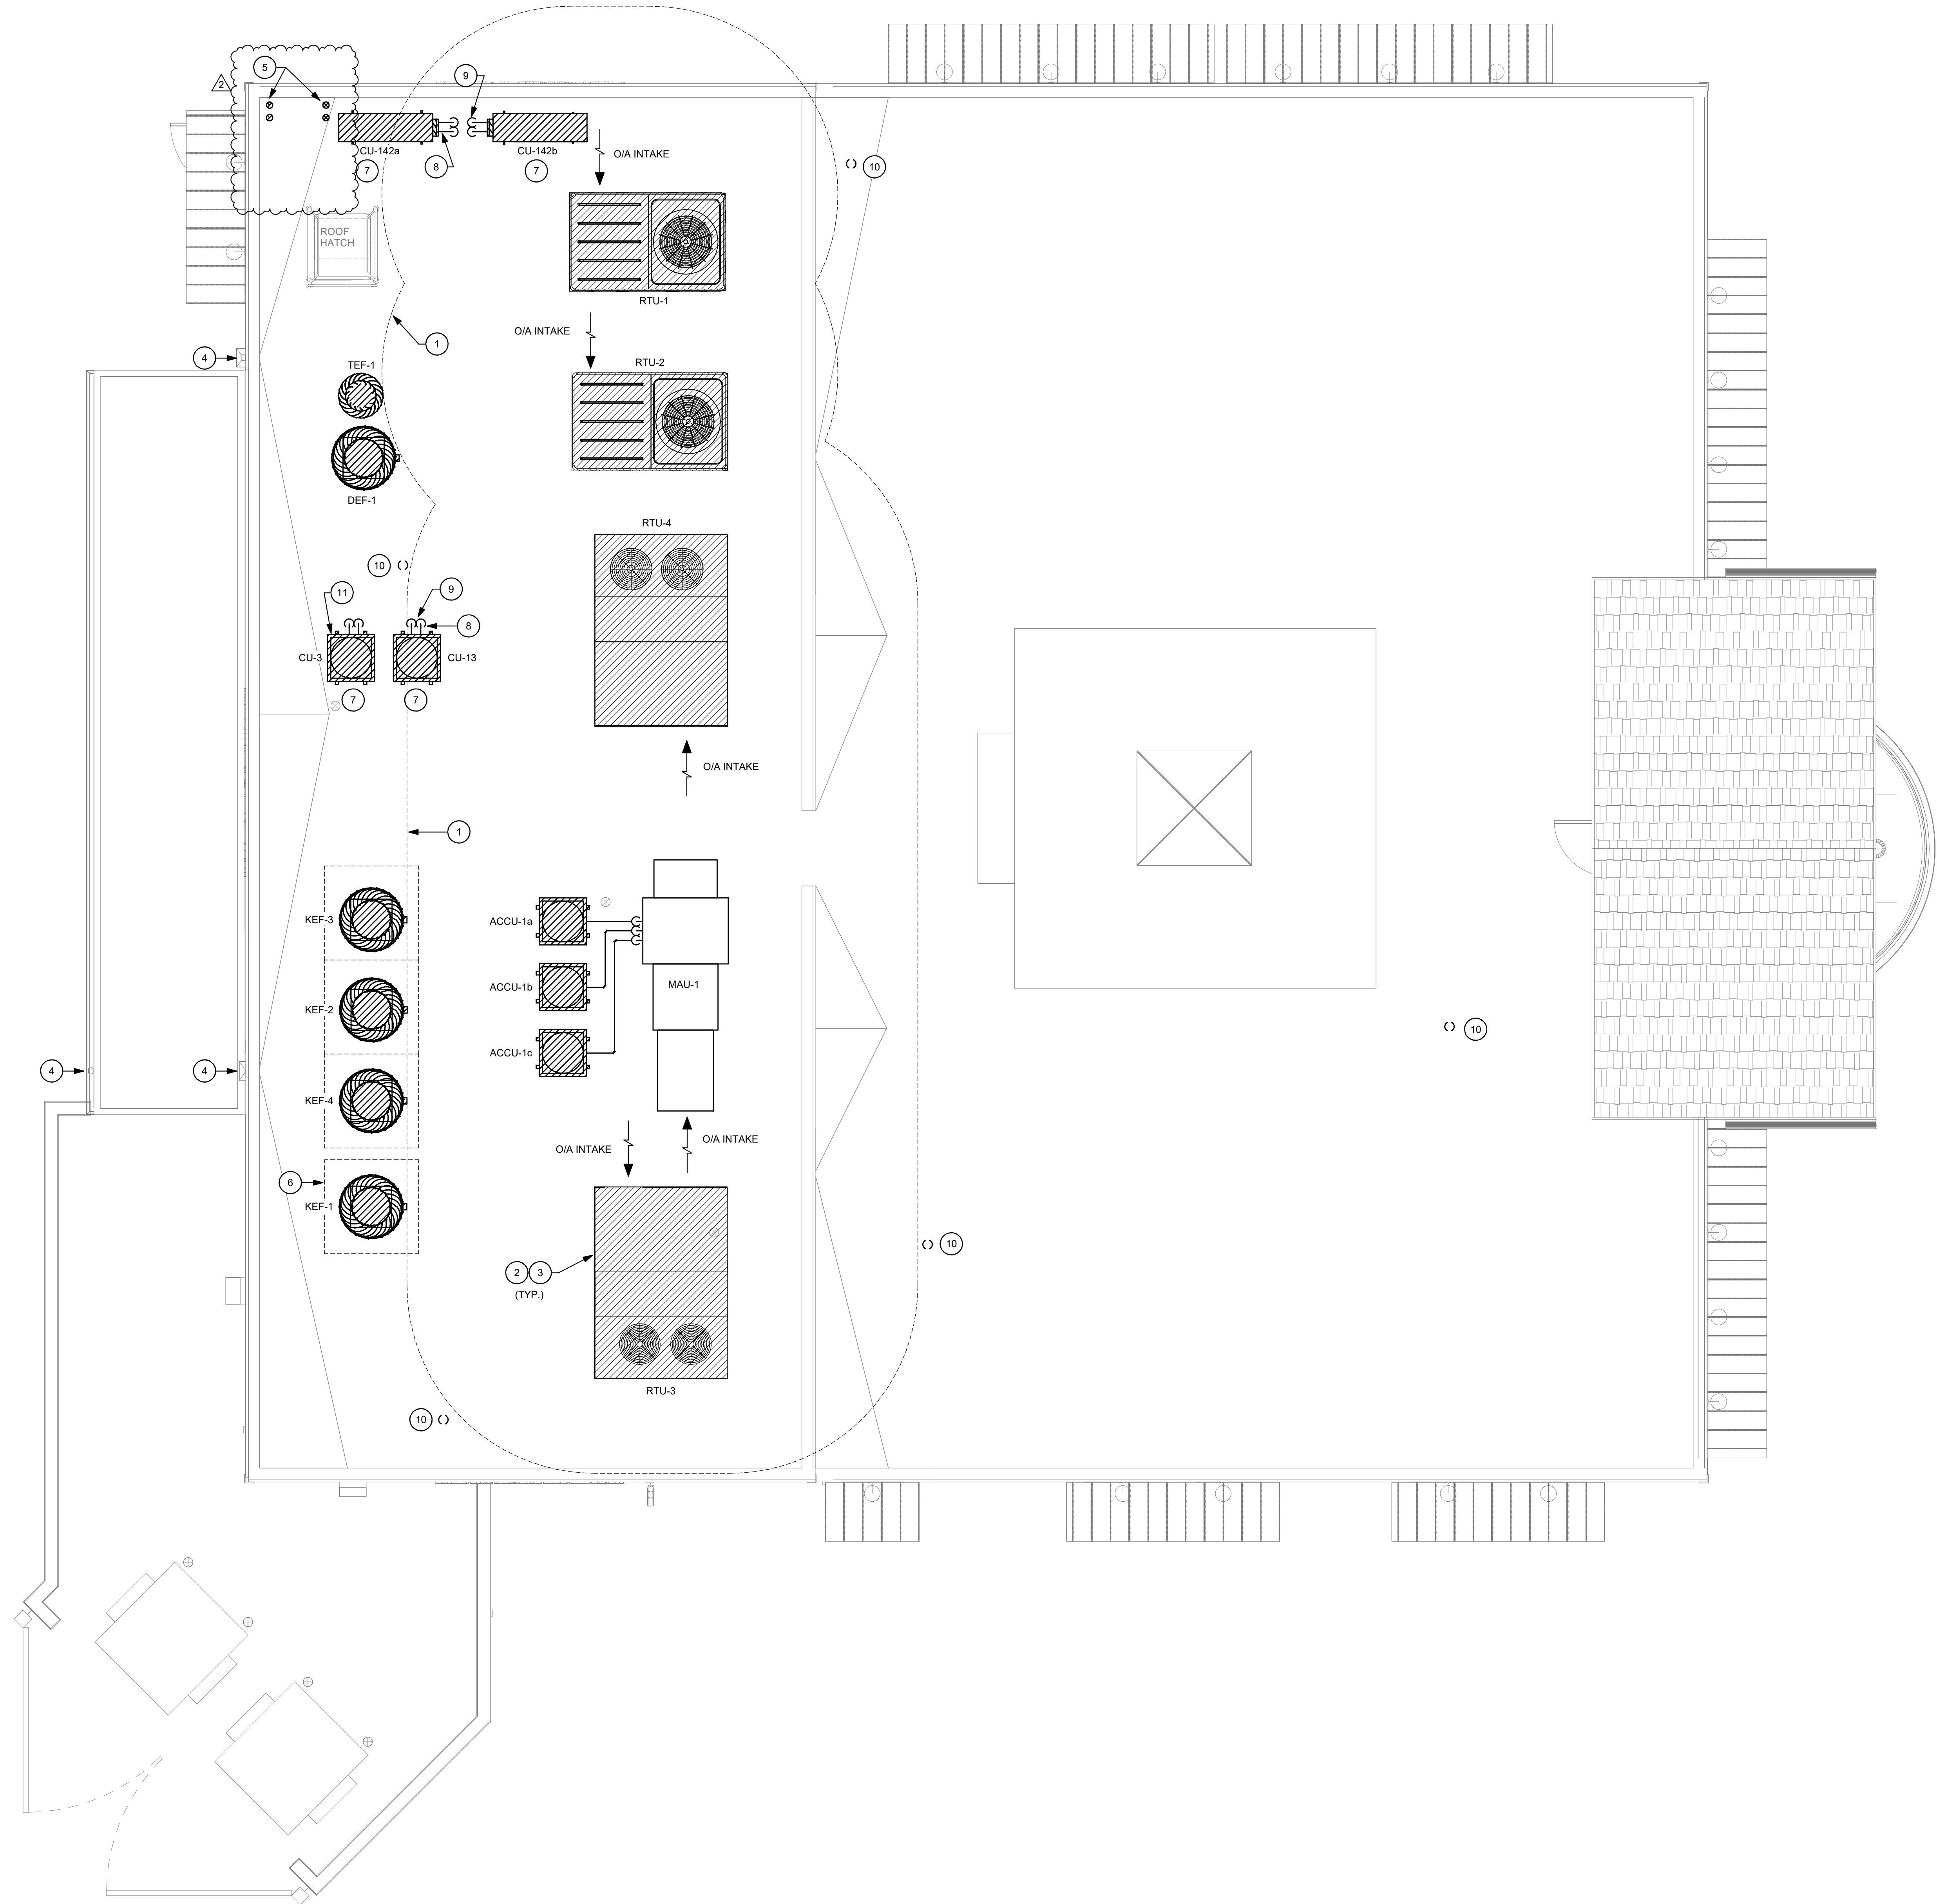 5
9
2
CU-142a
CU-142b
O/A INTAKE
8
10
7
7
ROOF
HATCH
RTU-1
O/A INTAKE
1
4
RTU-2
TEF-1
DEF-1
RTU-4
10
11
9
8
CU-3
CU-13
7
7
O/A INTAKE
1
KEF-3
ACCU-1a
MAU-1
KEF-2
ACCU-1b
10
ACCU-1c
4
4
KEF-4
O/A INTAKE
O/A INTAKE
6
KEF-1
10
2
3
(TYP.)
RTU-3
10